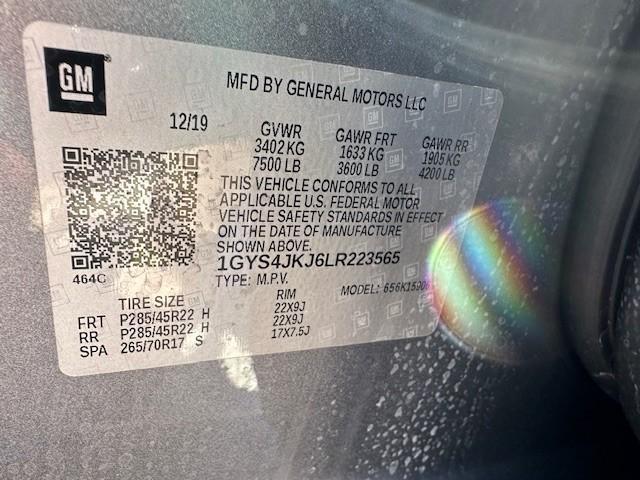 GM
MFD BY GENERAL MOTORS LLC
12/19 GVWR GAWR FRT GAWR RR
3402 KG 1633 KG 1905 KG
7500 LB 3600 LB 4200 LB
THIS VEHICLE CONFORMS TO ALL
APPLICABLE U.S. FEDERAL MOTOR
VEHICLE SAFETY STANDARDS IN EFFECT
ON THE DATE OF MANUFACTURE
SHOWN ABOVE.
464C 1GYS4JKJ6LR223565
TYPE: M.P.V. MODEL:
TIRE SIZE RIM
FRT P285/45R22 H 22X9J
RR P285/45R22 H 22X9J
SPA 265/70R17 S 17X7.5J